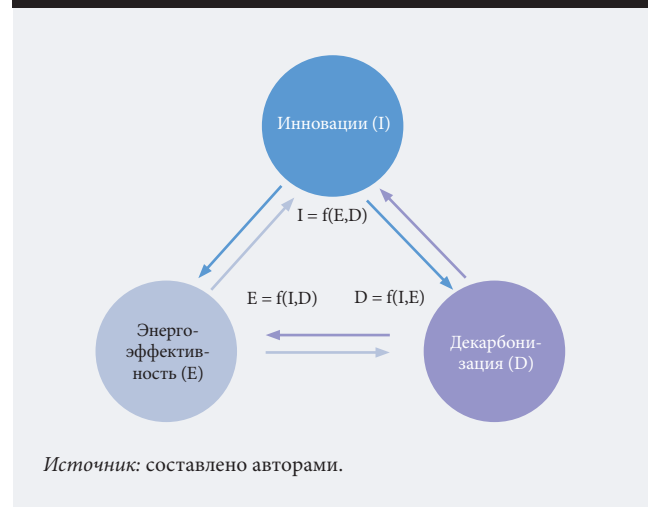 Инновации (I)
I = f(E,D)
E = f(I,D)
D = f(I,E)
Энерго-
эффектив-
ность (E)
Декарбони-
зация (D)
Источник: составлено авторами.